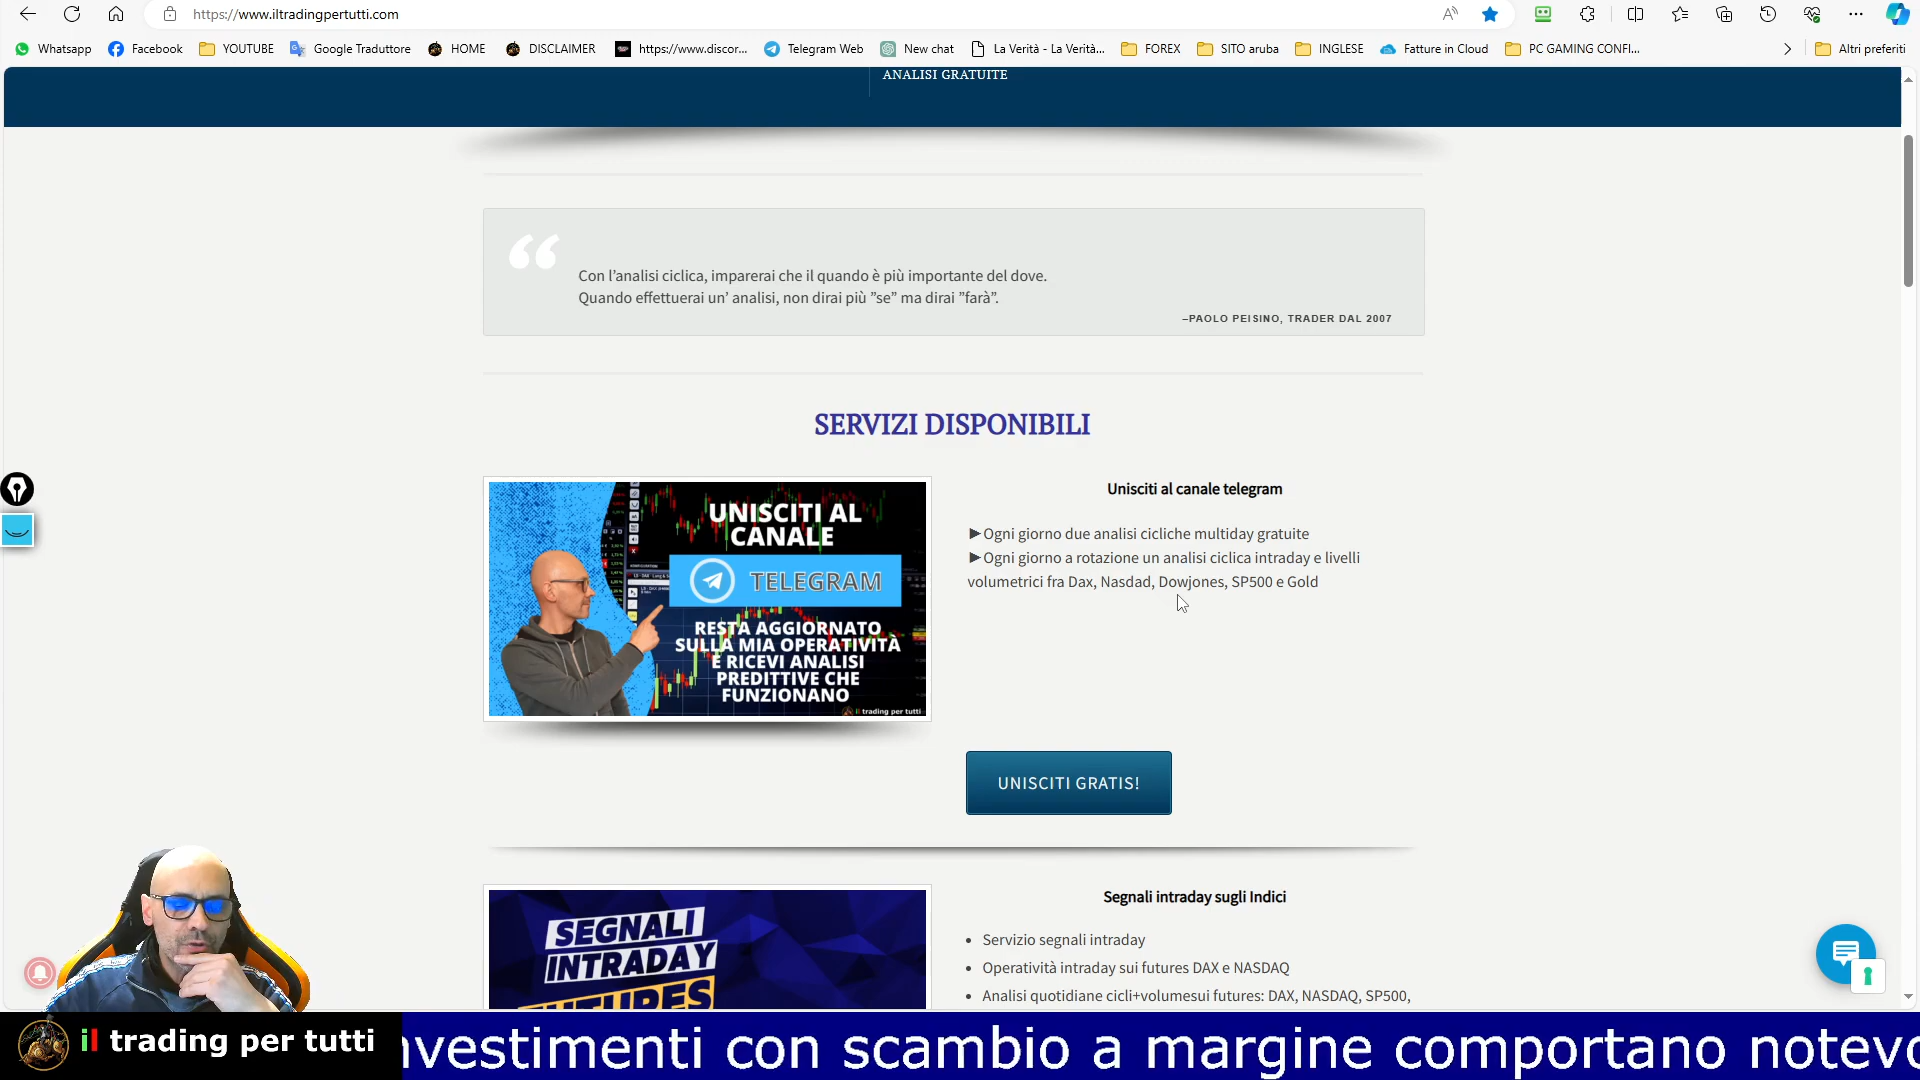 https://www.iltradingpertutti.com
Whatsapp
Facebook
YOUTUBE
Google Traduttore
HOME
DISCLAIMER
https://www.discor...
Telegram Web
New chat
La Verità - La Verità...
FOREX
SITO aruba
INGLESE
Fatture in Cloud
PC GAMING CONFI...
Altri preferiti
ANALISI GRATUITE
Con l’analisi ciclica, imparerai che il quando è più importante del dove.
Quando effettuerai un’ analisi, non dirai più ”se” ma dirai ”farà”.
–PAOLO PEISINO, TRADER DAL 2007
SERVIZI DISPONIBILI
UNISCITI AL
CANALE
TELEGRAM
RESTA AGGIORNATO
SULLA MIA OPERATIVITÀ
E RICEVI ANALISI
PREDITTIVE CHE
FUNZIONANO
il trading per tutti
Unisciti al canale telegram
►Ogni giorno due analisi cicliche multiday gratuite
►Ogni giorno a rotazione un analisi ciclica intraday e livelli
volumetrici fra Dax, Nasdad, Dowjones, SP500 e Gold
UNISCITI GRATIS!
SEGNALI
INTRADAY
FUTURES
Segnali intraday sugli Indici
• Servizio segnali intraday
• Operatività intraday sui futures DAX e NASDAQ
• Analisi quotidiane cicli+volumesui futures: DAX, NASDAQ, SP500,
il trading per tutti
nvestimenti con scambio a margine comportano notevo